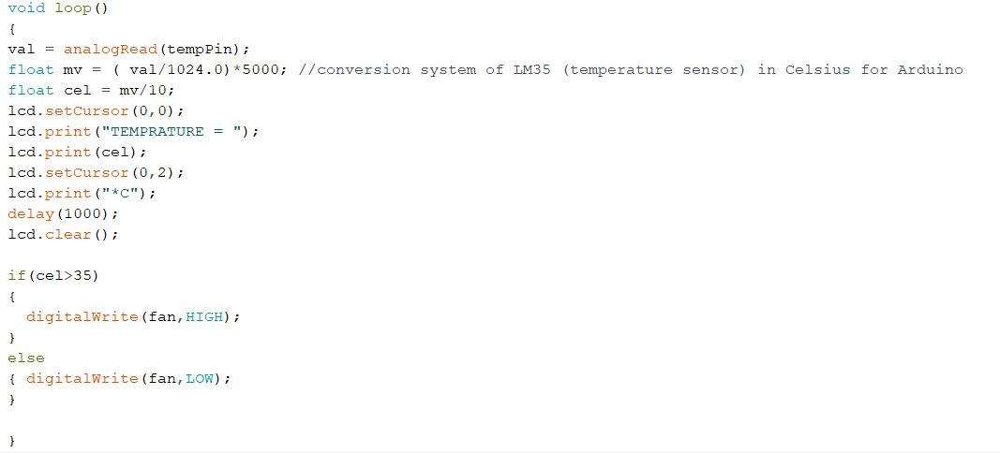 void loop()
{
val = analogRead(tempPin);
float mv = ( val/1024.0)*5000; //conversion system of LM35 (temperature sensor) in Celsius for Arduino
float cel = mv/10;
lcd.setCursor(0,0);
lcd.print("TEMPRATURE = ");
lcd.print(cel);
lcd.setCursor(0,2);
lcd.print("*C");
delay(1000);
lcd.clear();

if(cel>35)
{
  digitalWrite(fan,HIGH);
}
else
{ digitalWrite(fan,LOW);
}

}